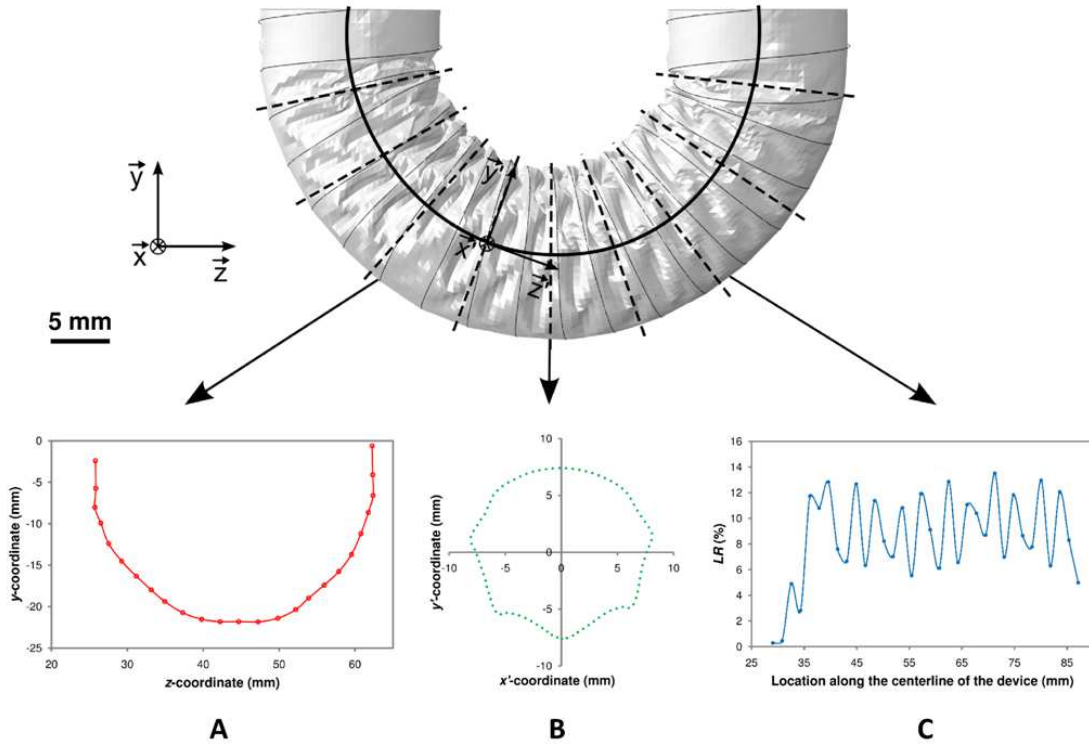 y
x
z
5 mm
y'
x'
z'
0
-5
-10
-15
-20
-25
20 30 40 50 60
y-coordinate (mm)
z-coordinate (mm)
10
5
0
-5
-10
-10 -5 0 5 10
y'-coordinate (mm)
x'-coordinate (mm)
16
14
12
10
8
6
4
2
0
25 35 45 55 65 75 85
LR (%)
Location along the centerline of the device (mm)
A B C